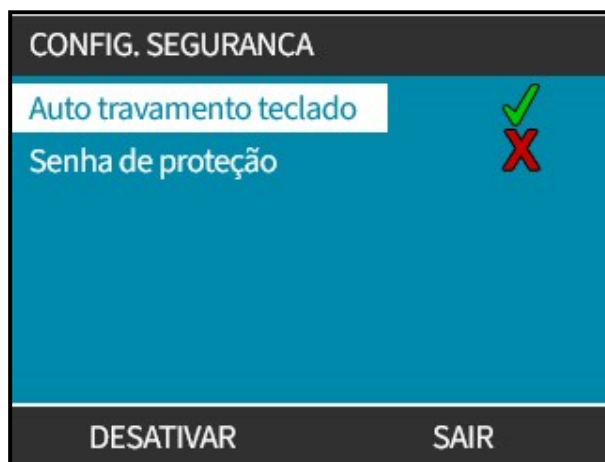 CONFIG. SEGURANCA
Auto travamento teclado
Senha de proteção
DESATIVAR SAIR